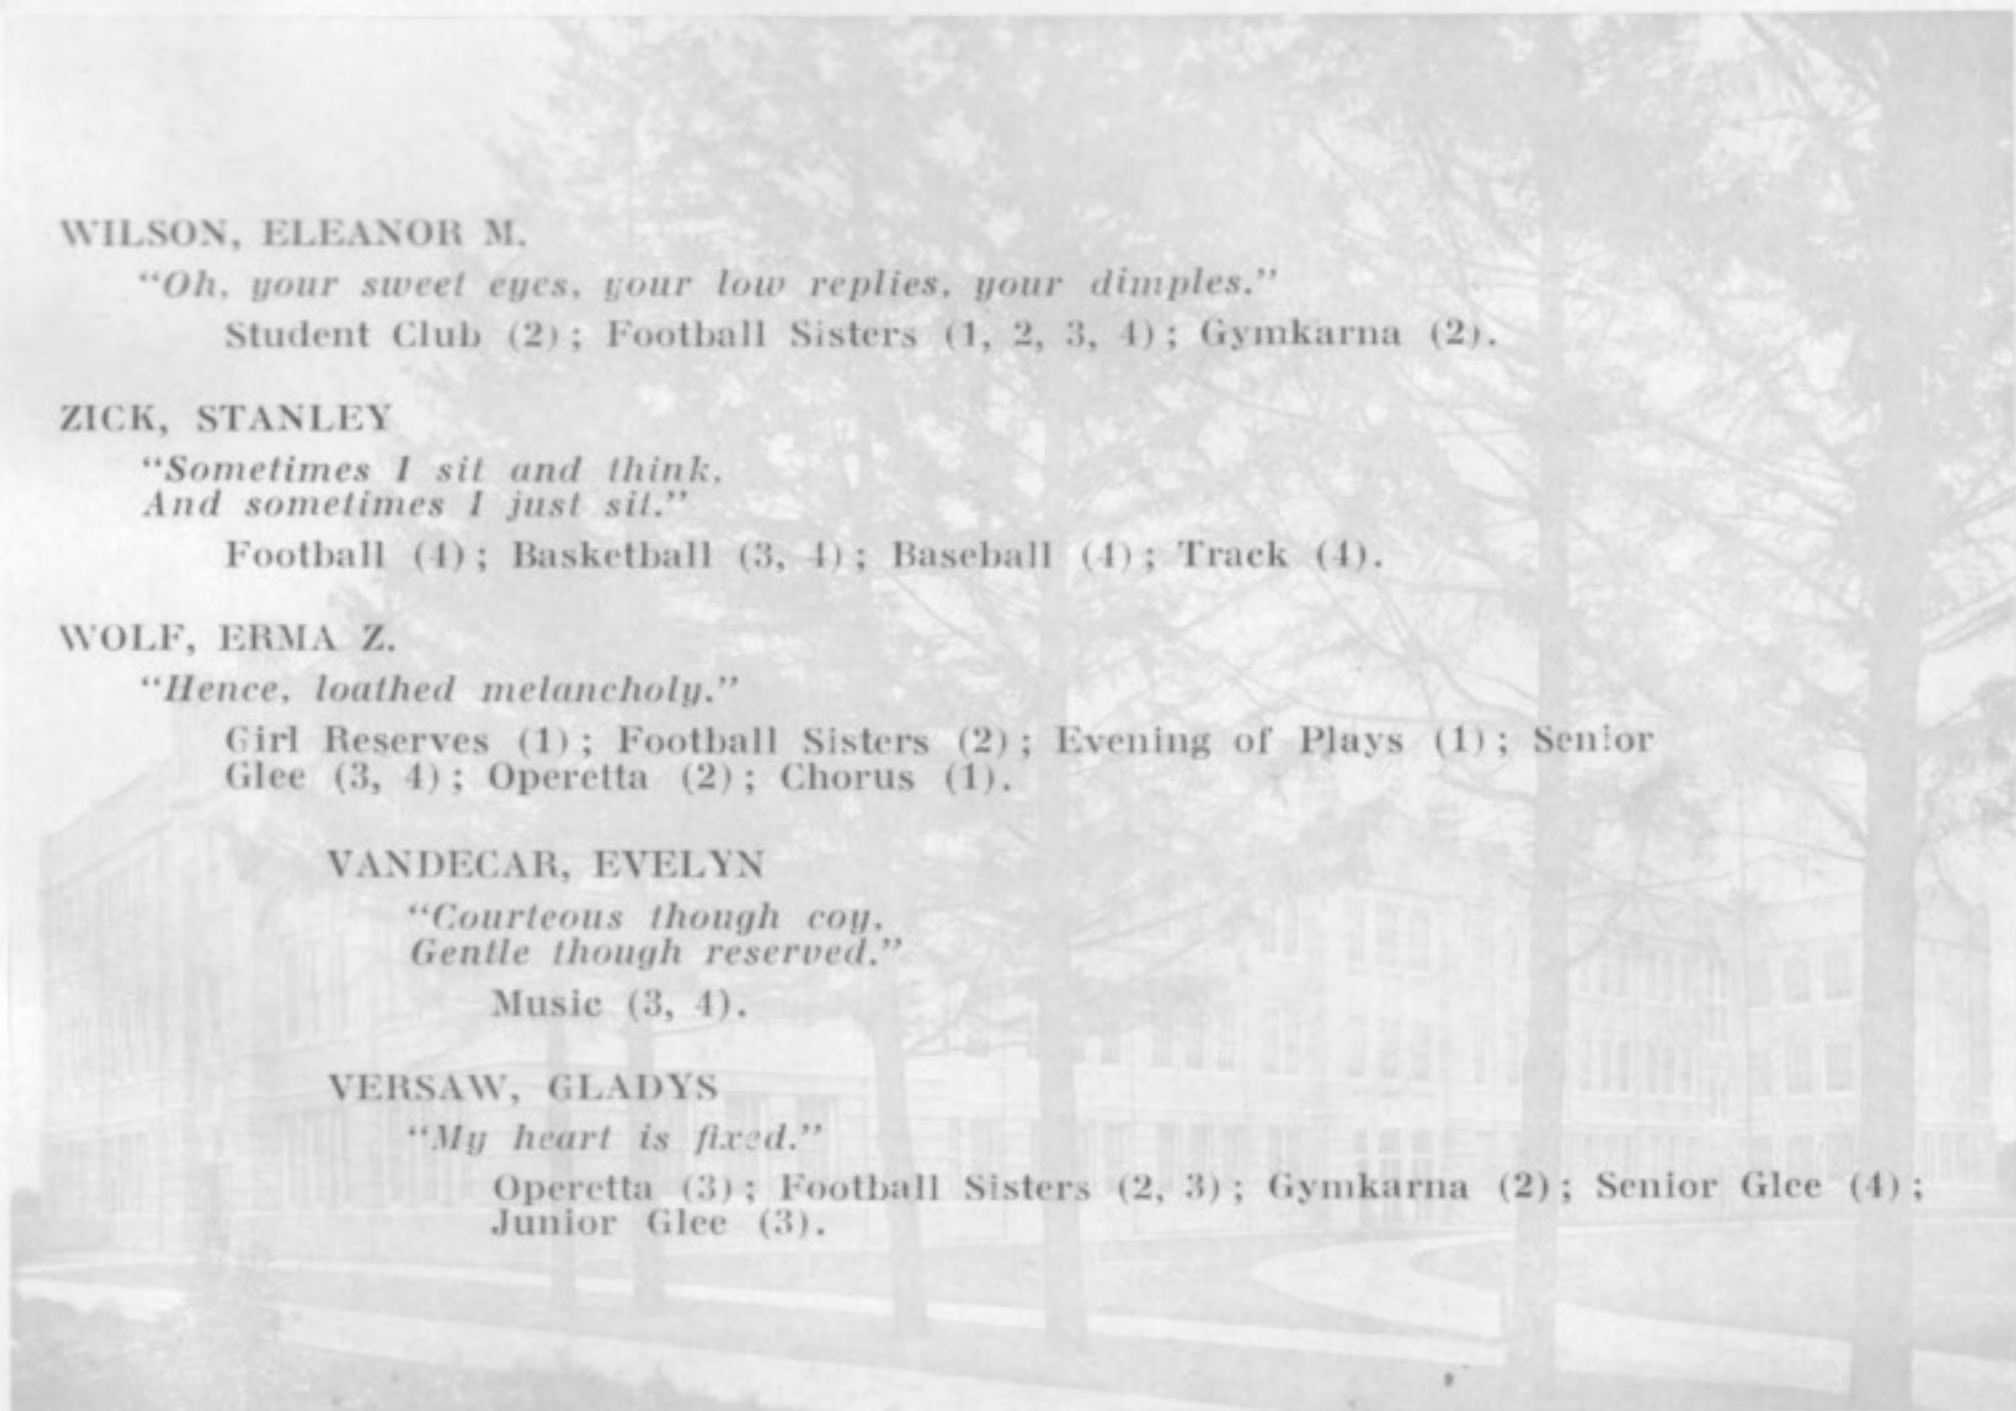 WILSON, ELEANOR M.
"Oh, your sweet eyes, your low replies, your dimples."
Student Club (2); Football Sisters (1, 2, 3, 4); Gymkarna (2).
ZICK, STANLEY
"Sometimes I sit and think,
And sometimes I just sit."
Football (4); Basketball (3, 4); Baseball (4); Track (4).
WOLF, ERMA Z.
"Hence, loathed melancholy."
Girl Reserves (1); Football Sisters (2); Evening of Plays (1); Senior
Glee (3, 4); Operetta (2); Chorus (1).
VANDECAR, EVELYN
"Courteous though coy,
Gentle though reserved."
Music (3, 4).
VERSAW, GLADYS
"My heart is fixed."
Operetta (3); Football Sisters (2, 3); Gymkarna (2); Senior Glee (4);
Junior Glee (3).